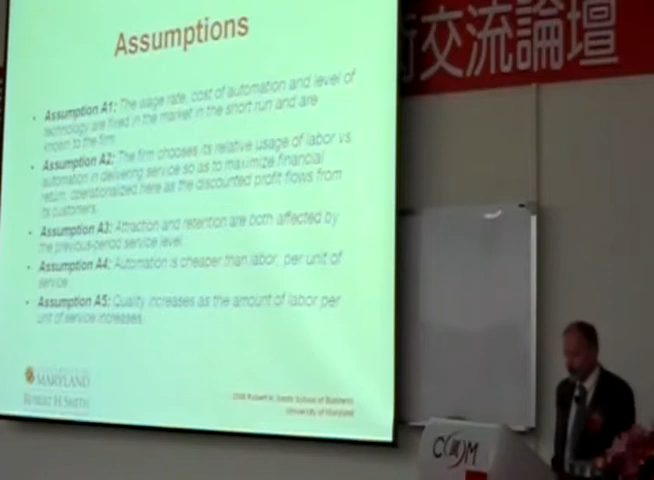 Assumptions
交流論壇
• Assumption A1: The wage rate, cost of automation and level of
technology are fixed in the market in the short run and are
known to the firm.
• Assumption A2: The firm chooses its relative usage of labor vs.
automation in delivering service so as to maximize financial
return, operationalized here as the discounted profit flows from
its customers.
• Assumption A3: Attraction and retention are both affected by
the previous-period service level.
• Assumption A4: Automation is cheaper than labor, per unit of
service.
• Assumption A5: Quality increases as the amount of labor per
unit of service increases.
MARYLAND
ROBERT H. SMITH
Robert H. Smith School of Business
University of Maryland